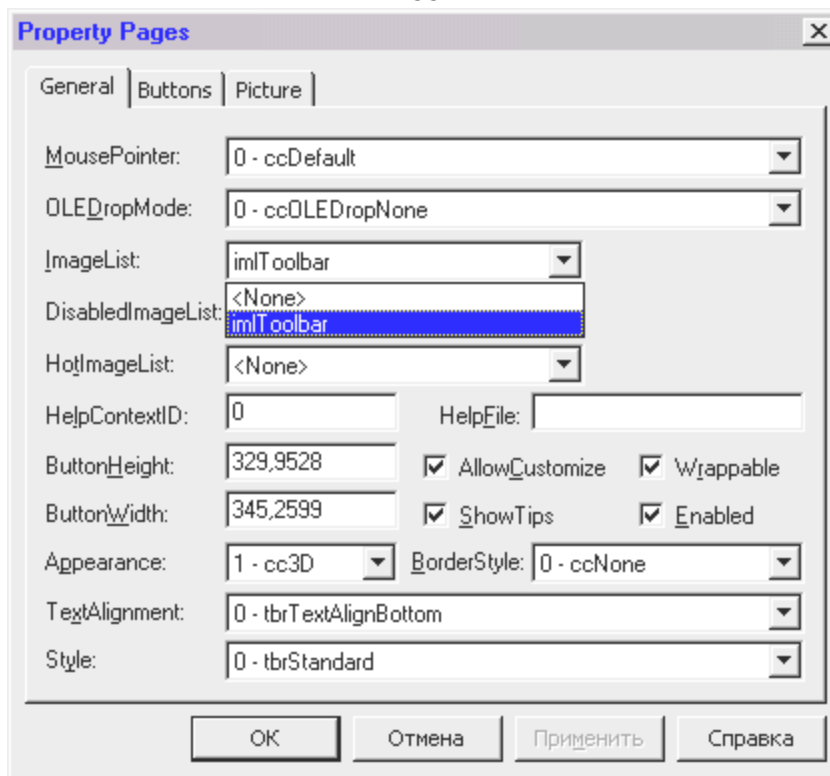 Property Pages
General Buttons Picture
MousePointer: 0 - ccDefault
OLEDropMode: 0 - ccOLEDropNone
ImageList: imlToolbar
<None>
DisabledImageList: imlToolbar
HotImageList: <None>
HelpContextID: 0 HelpFile:
ButtonHeight: 329,9528 AllowCustomize Wrappable
ButtonWidth: 345,2599 ShowTips Enabled
Appearance: 1 - cc3D BorderStyle: 0 - ccNone
TextAlignment: 0 - tbrTextAlignBottom
Style: 0 - tbrStandard
ОК Отмена Применить Справка